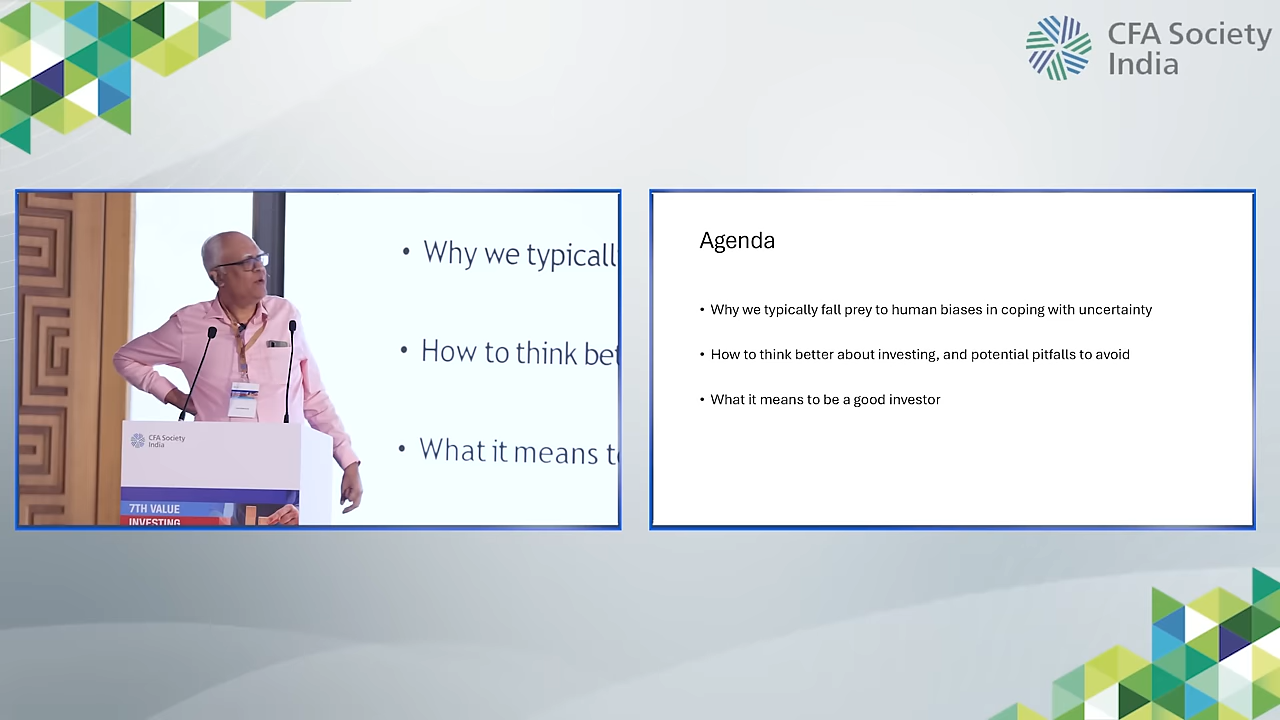 CFA Society
India
• Why we typicall
• How to think bet
• What it means to
CFA Society
India
7TH VALUE
INVESTING
Agenda
• Why we typically fall prey to human biases in coping with uncertainty
• How to think better about investing, and potential pitfalls to avoid
• What it means to be a good investor